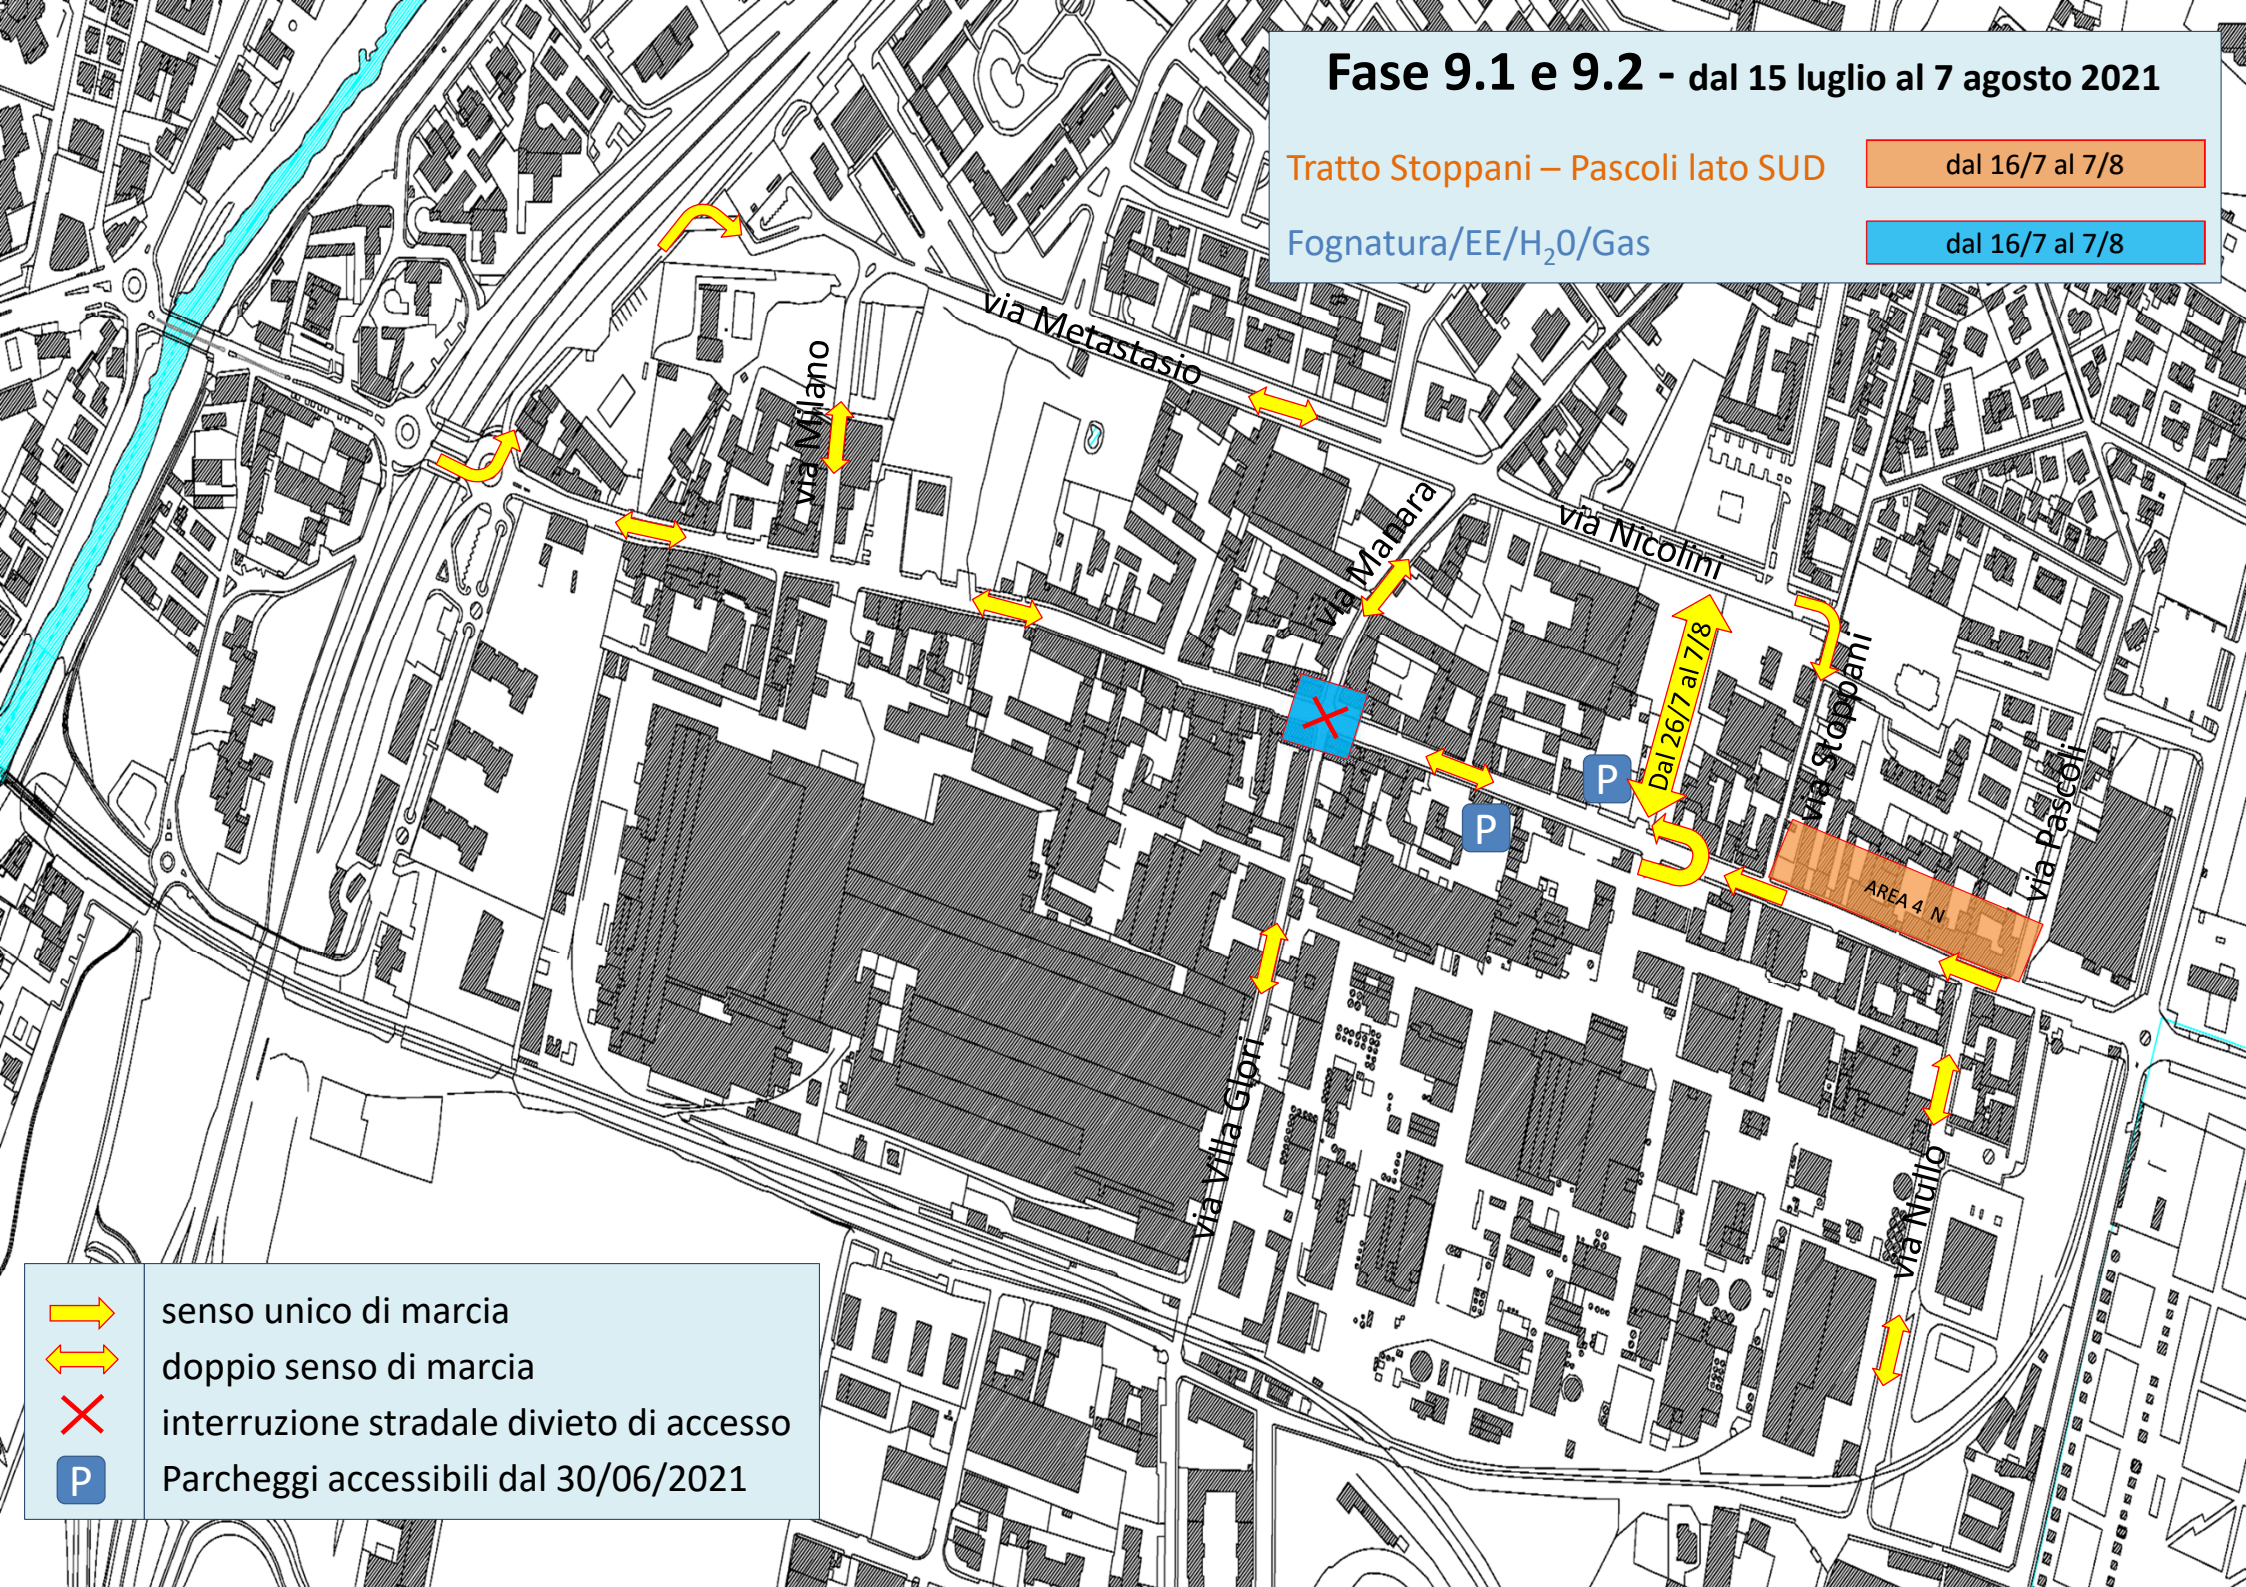 Fase 9.1 e 9.2 - dal 15 luglio al 7 agosto 2021
Tratto Stoppani – Pascoli lato SUD
dal 16/7 al 7/8
Fognatura/EE/H₂0/Gas
dal 16/7 al 7/8
via Metastasio
via Milano
via Manara
via Nicolini
Dal 26/7 al 7/8
via Stoppani
via Pascoli
P
P
AREA 4 N
via Villa Glori
via Nullo
senso unico di marcia
doppio senso di marcia
interruzione stradale divieto di accesso
P Parcheggi accessibili dal 30/06/2021